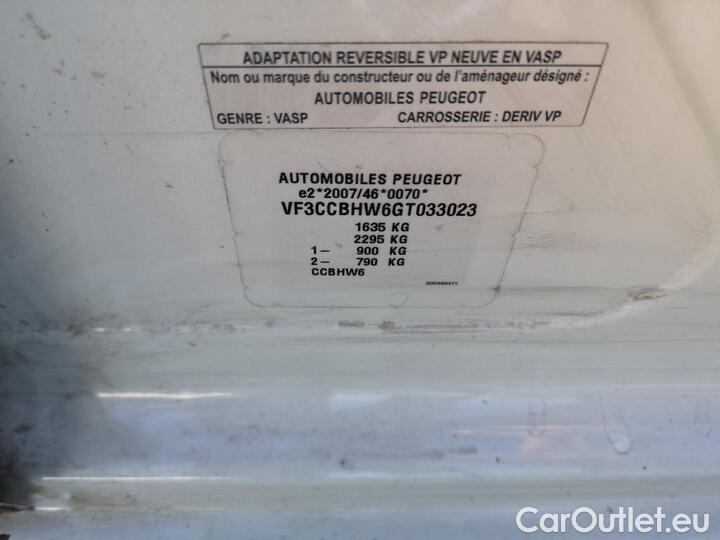 ADAPTATION REVERSIBLE VP NEUVE EN VASP
Nom ou marque du constructeur ou de l'aménageur désigné :
AUTOMOBILES PEUGEOT
GENRE : VASP CARROSSERIE : DERIV VP
AUTOMOBILES PEUGEOT
e2*2007/46*0070*
VF3CCBHW6GT033023
1635 KG
2295 KG
1– 900 KG
2– 790 KG
CCBHW6
CarOutlet.eu